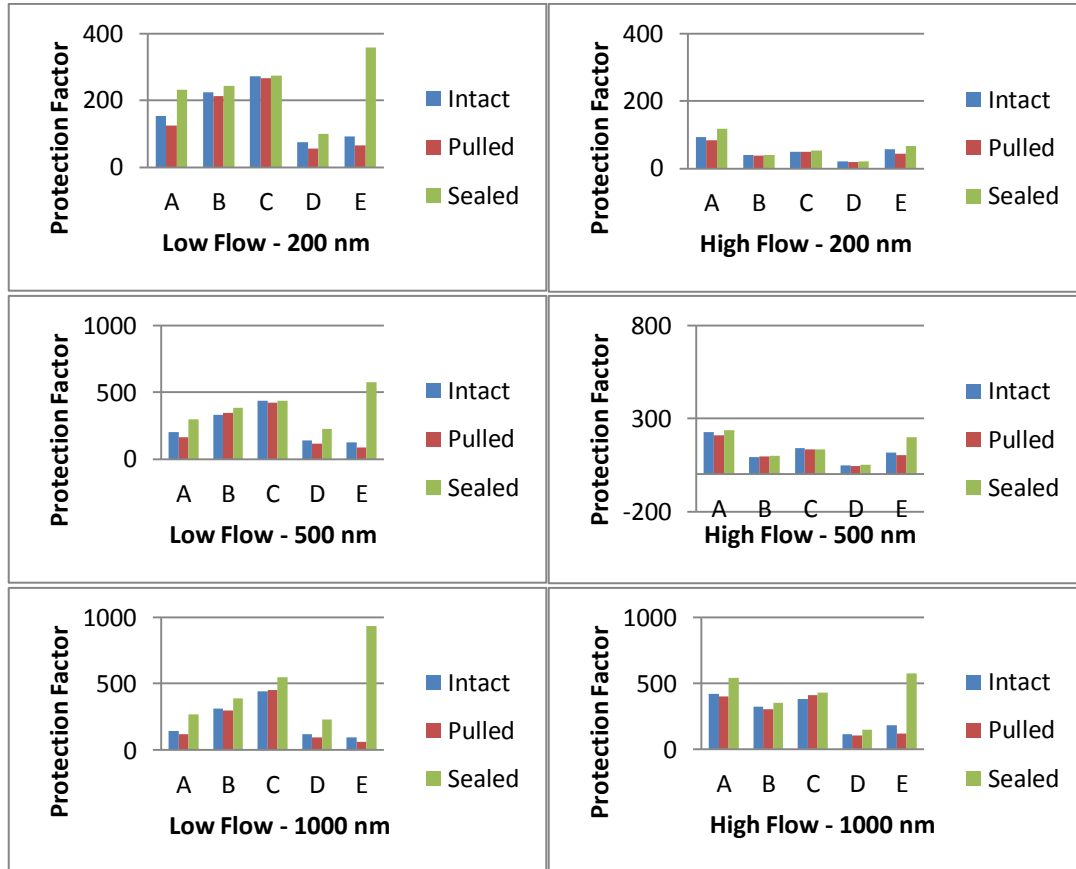 Protection Factor
400
200
0
A B C D E
Low Flow - 200 nm
Intact
Pulled
Sealed
Protection Factor
400
200
0
A B C D E
High Flow - 200 nm
Intact
Pulled
Sealed
Protection Factor
1000
500
0
A B C D E
Low Flow - 500 nm
Intact
Pulled
Sealed
Protection Factor
800
300
-200
A B C D E
High Flow - 500 nm
Intact
Pulled
Sealed
Protection Factor
1000
500
0
A B C D E
Low Flow - 1000 nm
Intact
Pulled
Sealed
Protection Factor
1000
500
0
A B C D E
High Flow - 1000 nm
Intact
Pulled
Sealed